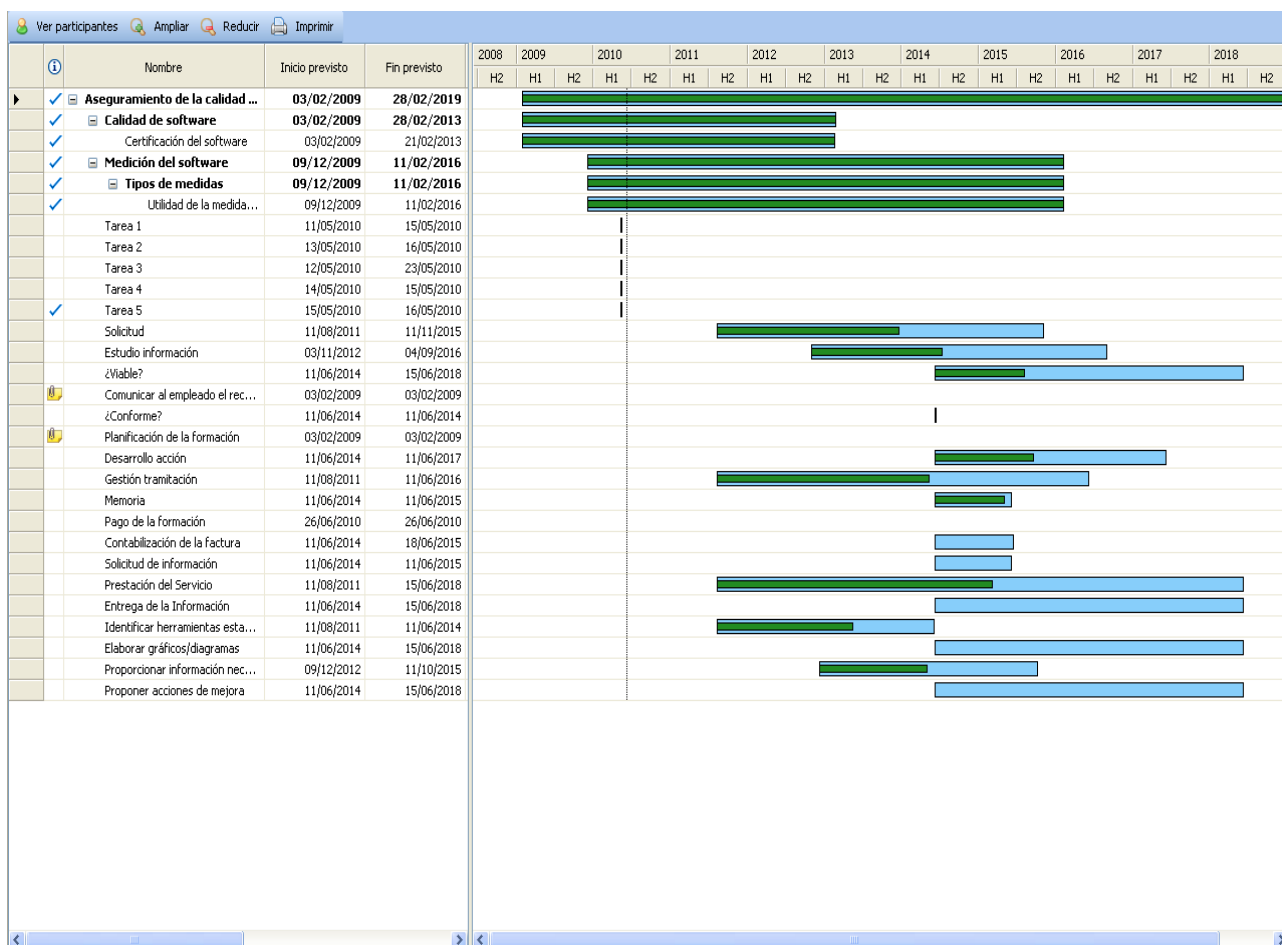 Ver participantes Ampliar Reducir Imprimir
Nombre Inicio previsto Fin previsto 2008 2009 2010 2011 2012 2013 2014 2015 2016 2017 2018
H2 H1 H2 H1 H2 H1 H2 H1 H2 H1 H2 H1 H2 H1 H2 H1 H2 H1 H2 H1 H2
Aseguramiento de la calidad ... 03/02/2009 28/02/2019
Calidad de software 03/02/2009 28/02/2013
Certificación del software 03/02/2009 21/02/2013
Medición del software 09/12/2009 11/02/2016
Tipos de medidas 09/12/2009 11/02/2016
Utilidad de la medida... 09/12/2009 11/02/2016
Tarea 1 11/05/2010 15/05/2010
Tarea 2 13/05/2010 16/05/2010
Tarea 3 12/05/2010 23/05/2010
Tarea 4 14/05/2010 15/05/2010
Tarea 5 15/05/2010 16/05/2010
Solicitud 11/08/2011 11/11/2015
Estudio información 03/11/2012 04/09/2016
¿Viable? 11/06/2014 15/06/2018
Comunicar al empleado el rec... 03/02/2009 03/02/2009
¿Conforme? 11/06/2014 11/06/2014
Planificación de la formación 03/02/2009 03/02/2009
Desarrollo acción 11/06/2014 11/06/2017
Gestión tramitación 11/08/2011 11/06/2016
Memoria 11/06/2014 11/06/2015
Pago de la formación 26/06/2010 26/06/2010
Contabilización de la factura 11/06/2014 18/06/2015
Solicitud de información 11/06/2014 11/06/2015
Prestación del Servicio 11/08/2011 15/06/2018
Entrega de la Información 11/06/2014 15/06/2018
Identificar herramientas esta... 11/08/2011 11/06/2014
Elaborar gráficos/diagramas 11/06/2014 15/06/2018
Proporcionar información nec... 09/12/2012 11/10/2015
Proponer acciones de mejora 11/06/2014 15/06/2018